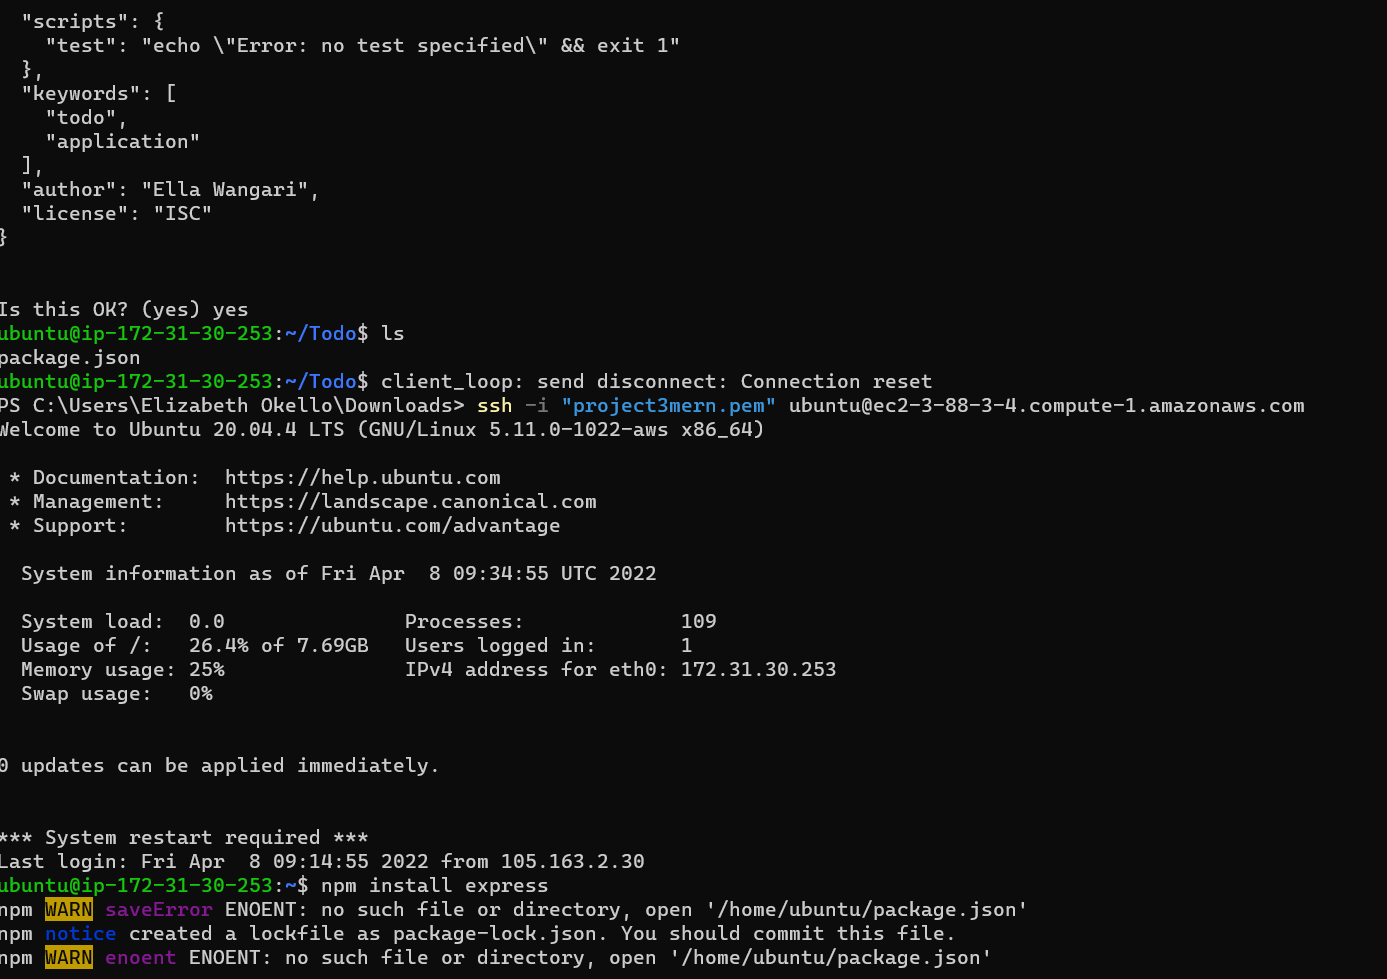 "scripts": {
"test": "echo \"Error: no test specified\" && exit 1"
},
"keywords": [
"todo",
"application"
],
"author": "Ella Wangari",
"license": "ISC"
}
Is this OK? (yes) yes
ubuntu@ip-172-31-30-253:~/Todo$ ls
package.json
ubuntu@ip-172-31-30-253:~/Todo$ client_loop: send disconnect: Connection reset
PS C:\Users\Elizabeth Okello\Downloads> ssh -i "project3mern.pem" ubuntu@ec2-3-88-3-4.compute-1.amazonaws.com
Welcome to Ubuntu 20.04.4 LTS (GNU/Linux 5.11.0-1022-aws x86_64)
* Documentation:  https://help.ubuntu.com
* Management:     https://landscape.canonical.com
* Support:        https://ubuntu.com/advantage
System information as of Fri Apr  8 09:34:55 UTC 2022
System load:  0.0               Processes:             109
Usage of /:   26.4% of 7.69GB   Users logged in:       1
Memory usage: 25%               IPv4 address for eth0: 172.31.30.253
Swap usage:   0%
0 updates can be applied immediately.
*** System restart required ***
Last login: Fri Apr  8 09:14:55 2022 from 105.163.2.30
ubuntu@ip-172-31-30-253:~$ npm install express
npm WARN saveError ENOENT: no such file or directory, open '/home/ubuntu/package.json'
npm notice created a lockfile as package-lock.json. You should commit this file.
npm WARN enoent ENOENT: no such file or directory, open '/home/ubuntu/package.json'